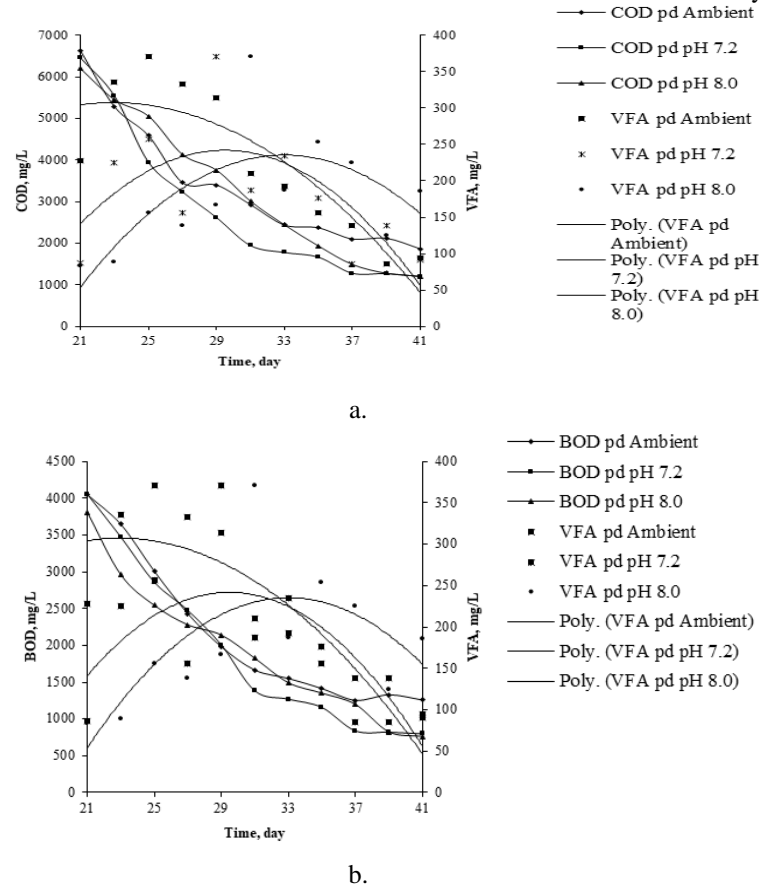 COD pd Ambient
COD pd pH 7.2
COD pd pH 8.0
VFA pd Ambient
VFA pd pH 7.2
VFA pd pH 8.0
Poly. (VFA pd
Ambient)
Poly. (VFA pd pH
7.2)
Poly. (VFA pd pH
8.0)
7000
6000
5000
4000
3000
2000
1000
0
COD, mg/L
400
350
300
250
200
150
100
50
0
VFA, mg/L
21 25 29 33 37 41
Time, day
a.
BOD pd Ambient
BOD pd pH 7.2
BOD pd pH 8.0
VFA pd Ambient
VFA pd pH 7.2
VFA pd pH 8.0
Poly. (VFA pd Ambient)
Poly. (VFA pd pH 7.2)
Poly. (VFA pd pH 8.0)
4500
4000
3500
3000
2500
2000
1500
1000
500
0
BOD, mg/L
400
350
300
250
200
150
100
50
0
VFA, mg/L
21 25 29 33 37 41
Time, day
b.